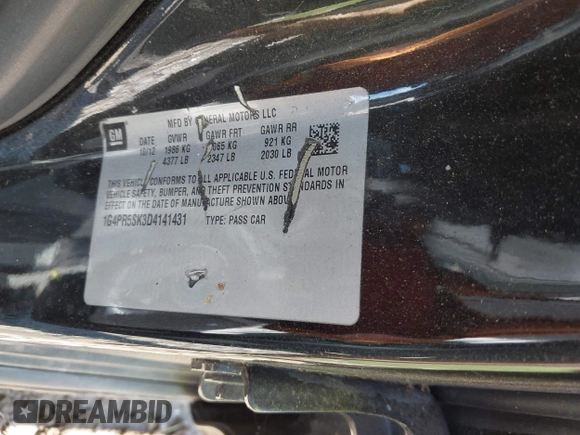 GM
MFD BY GENERAL MOTORS LLC
DATE GVWR GAWR FRT GAWR RR
10/12 1986 KG 1065 KG 921 KG
4377 LB 2347 LB 2030 LB
THIS VEHICLE CONFORMS TO ALL APPLICABLE U.S. FEDERAL MOTOR
VEHICLE SAFETY, BUMPER, AND THEFT PREVENTION STANDARDS IN
EFFECT ON THE DATE OF MANUFACTURE SHOWN ABOVE.
1G4PR5SK3D4141431 TYPE: PASS CAR
DREAMBID